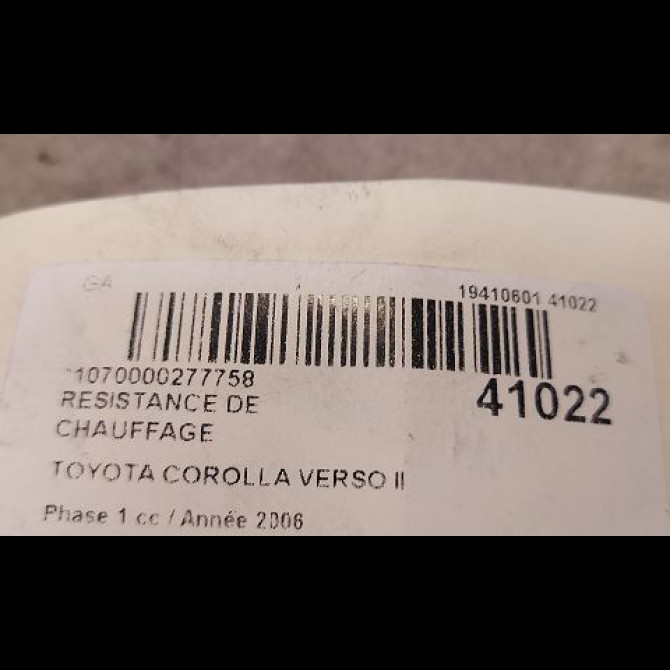 GA
19410601 41022
*1070000277758
41022
RESISTANCE DE
CHAUFFAGE
TOYOTA COROLLA VERSO II
Phase 1 cc / Année 2006